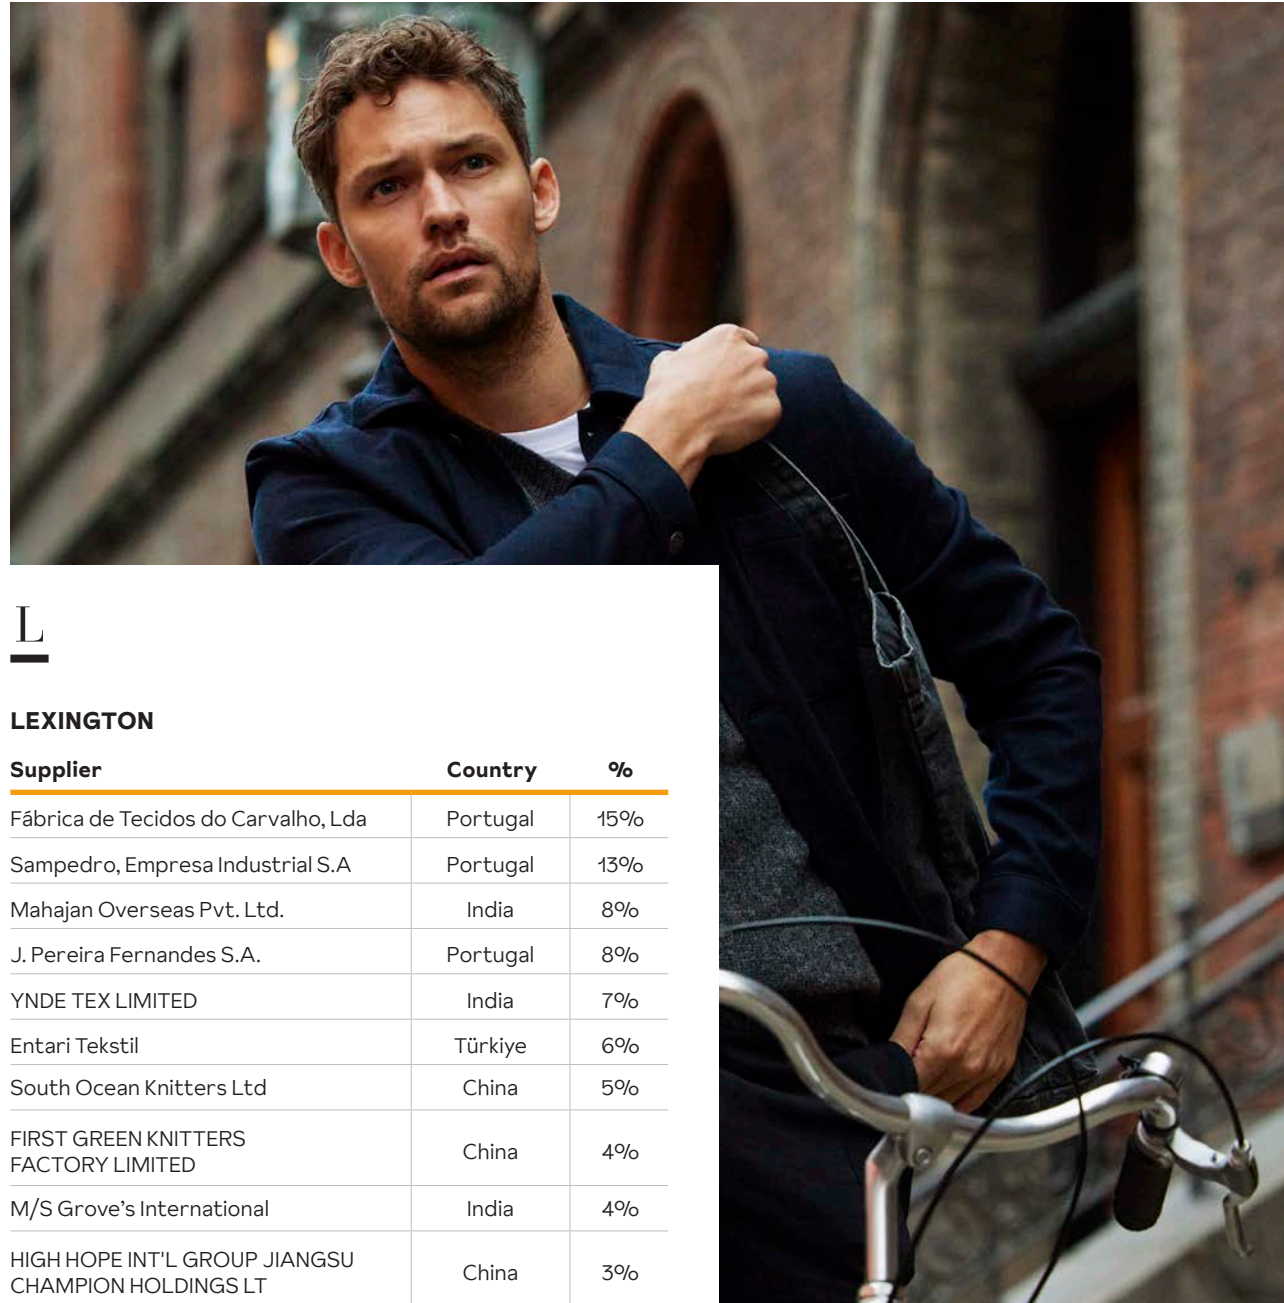 L
LEXINGTON
Supplier Country %
Fábrica de Tecidos do Carvalho, Lda Portugal 15%
Sampedro, Empresa Industrial S.A Portugal 13%
Mahajan Overseas Pvt. Ltd. India 8%
J. Pereira Fernandes S.A. Portugal 8%
YNDE TEX LIMITED India 7%
Entari Tekstil Türkiye 6%
South Ocean Knitters Ltd China 5%
FIRST GREEN KNITTERS
FACTORY LIMITED China 4%
M/S Grove’s International India 4%
HIGH HOPE INT'L GROUP JIANGSU
CHAMPION HOLDINGS LT China 3%